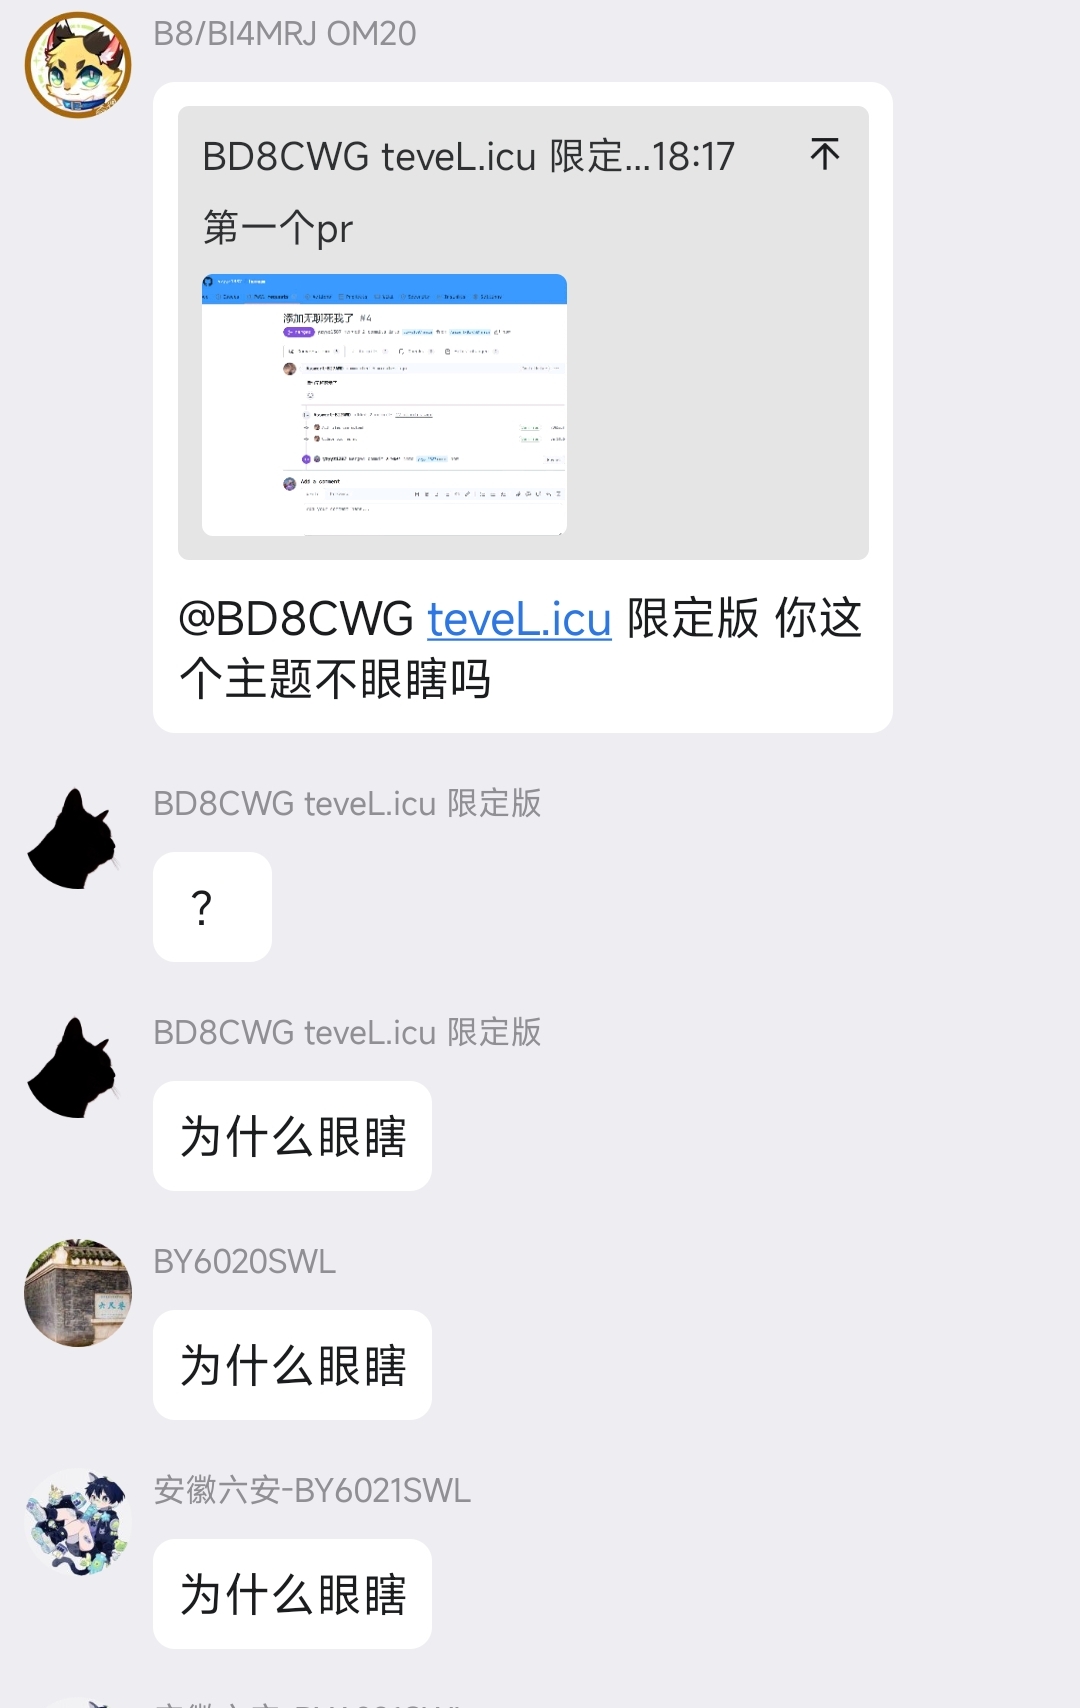 B8/BI4MRJ OM20
BD8CWG teveL.icu 限定...18:17
第一个pr
添加无聊死我了 #4
Add a comment
@BD8CWG teveL.icu 限定版 你这
个主题不眼瞎吗
BD8CWG teveL.icu 限定版
？
BD8CWG teveL.icu 限定版
为什么眼瞎
BY6020SWL
为什么眼瞎
安徽六安-BY6021SWL
为什么眼瞎